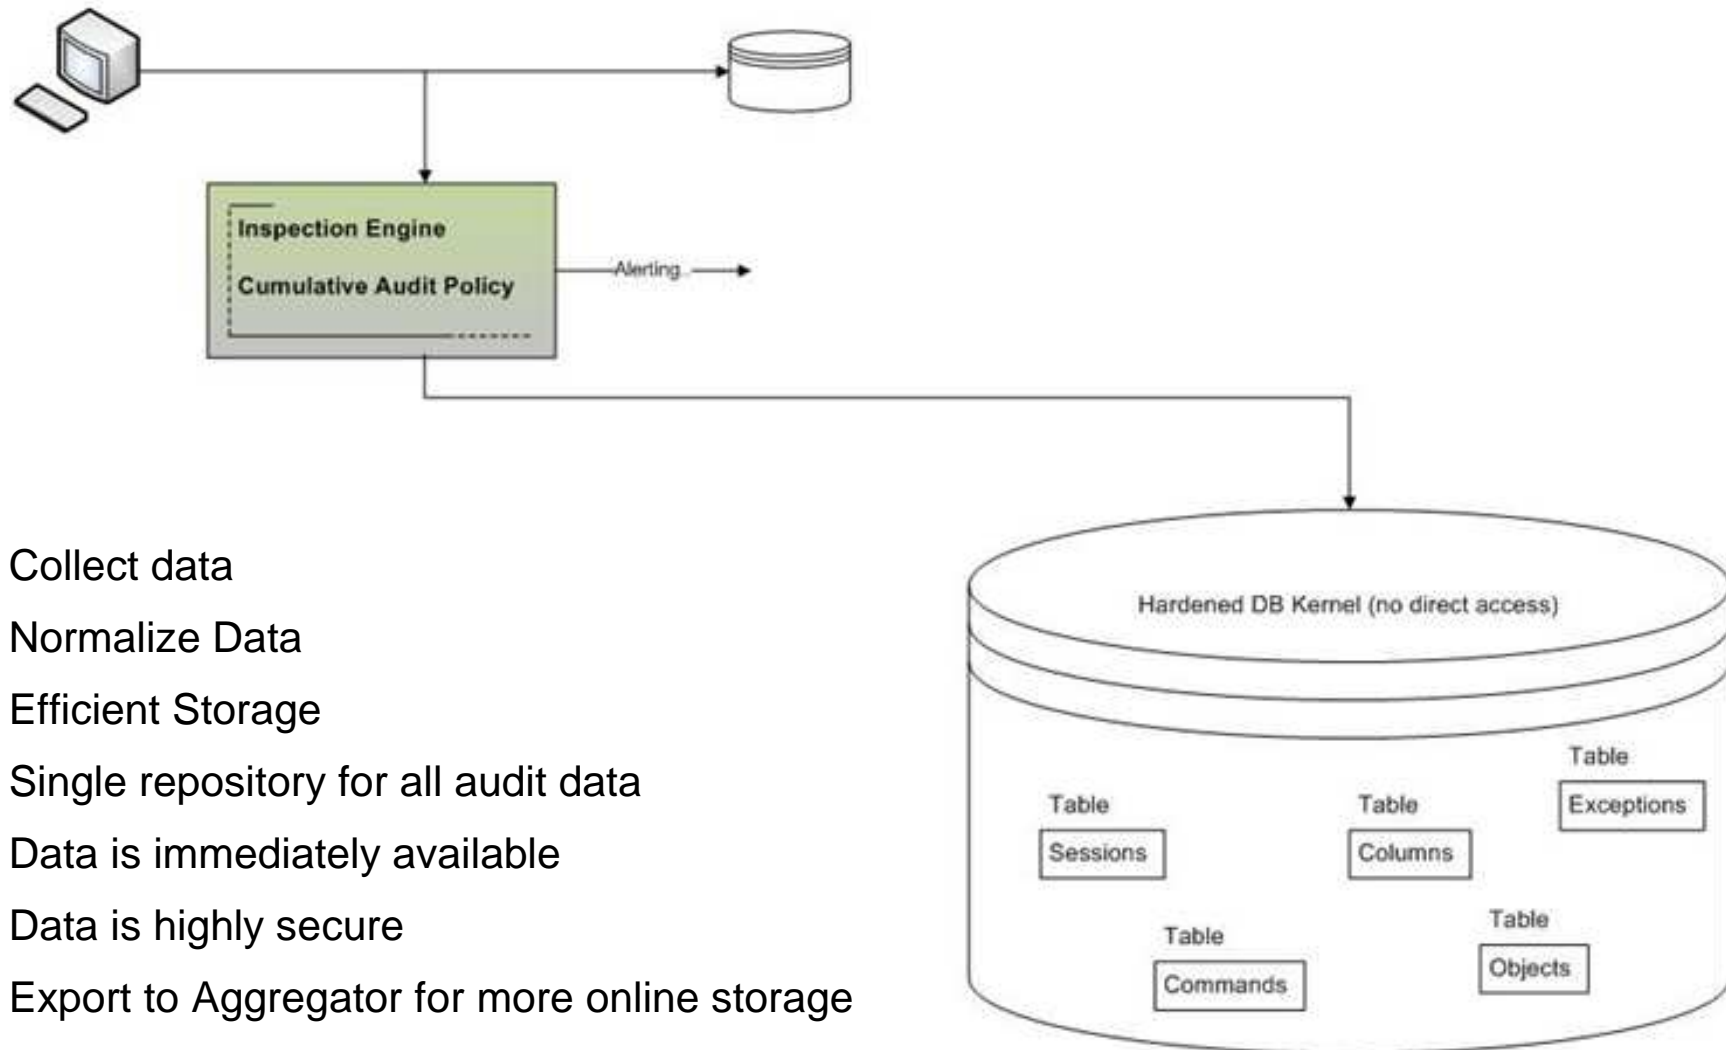 Inspection Engine
Cumulative Audit Policy
Alerting..
Collect data
Normalize Data
Efficient Storage
Single repository for all audit data
Data is immediately available
Data is highly secure
Export to Aggregator for more online storage
Hardened DB Kernel (no direct access)
Table
Sessions
Table
Columns
Table
Exceptions
Table
Commands
Table
Objects